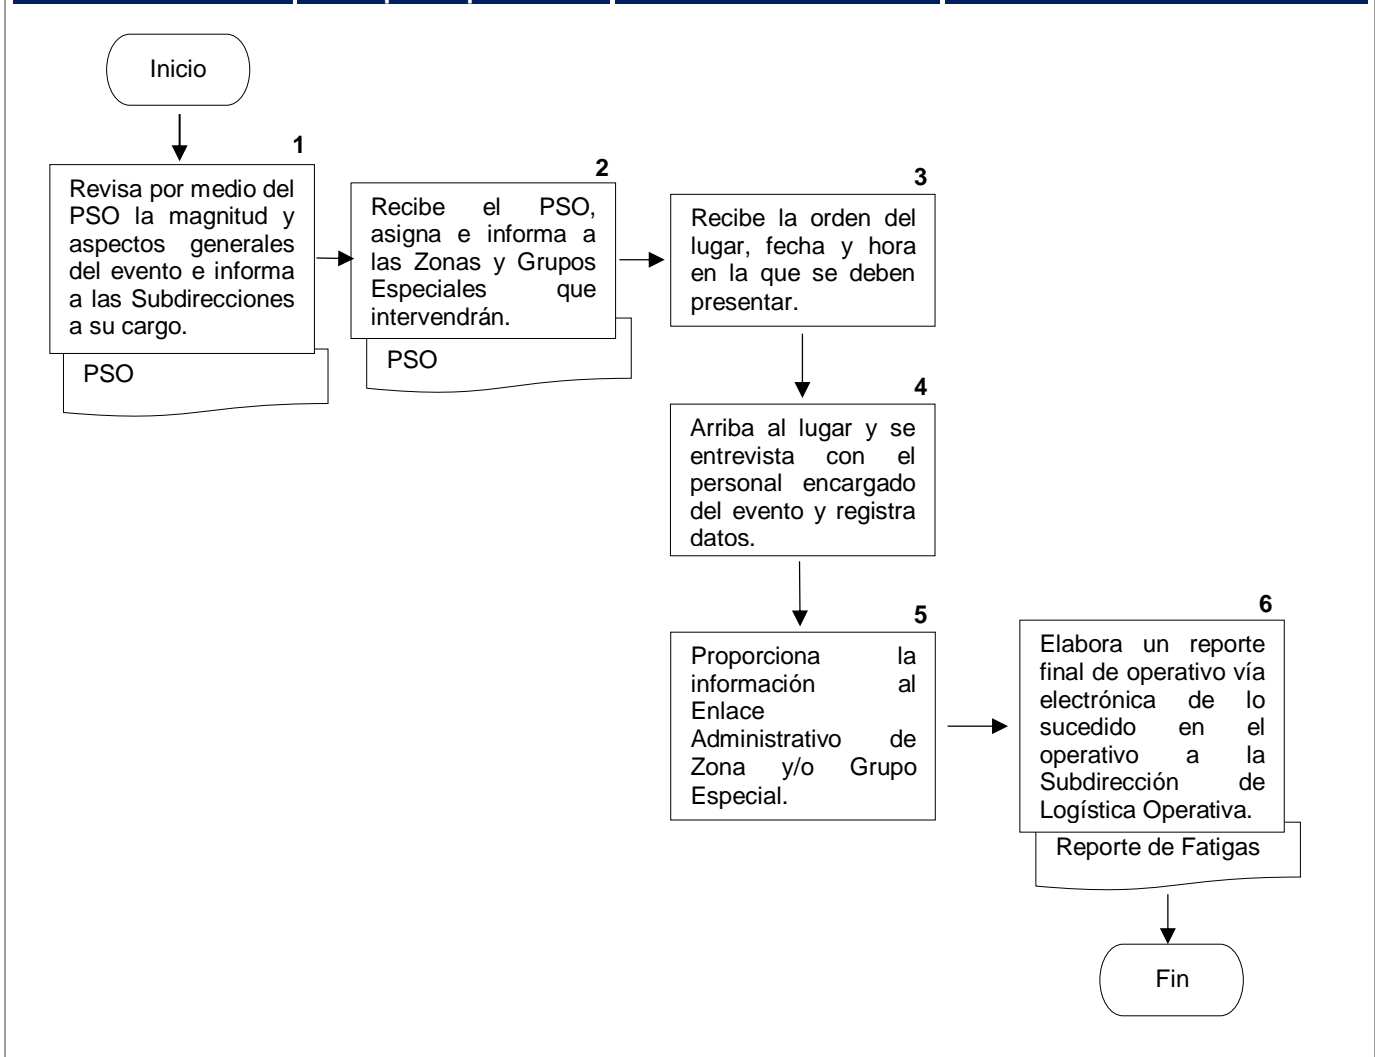 Inicio
1
Revisa por medio del
PSO la magnitud y
aspectos generales
del evento e informa
a las Subdirecciones
a su cargo.
PSO
2
Recibe el PSO,
asigna e informa a
las Zonas y Grupos
Especiales que
intervendrán.
PSO
3
Recibe la orden del
lugar, fecha y hora
en la que se deben
presentar.
4
Arriba al lugar y se
entrevista con el
personal encargado
del evento y registra
datos.
5
Proporciona la
información al
Enlace
Administrativo de
Zona y/o Grupo
Especial.
6
Elabora un reporte
final de operativo vía
electrónica de lo
sucedido en el
operativo a la
Subdirección de
Logística Operativa.
Reporte de Fatigas
Fin